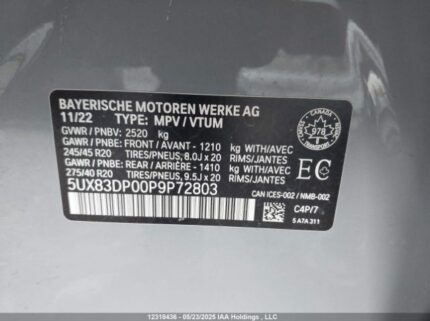 BAYERISCHE MOTOREN WERKE AG
11/22 TYPE: MPV / VTUM
GVWR / PNBV: 2520 kg
GAWR / PNBE: FRONT / AVANT - 1210 kg WITH/AVEC
245/45 R20 TIRES/PNEUS, 8.0J x 20 RIMS/JANTES
GAWR / PNBE: REAR / ARRIÈRE - 1410 kg WITH/AVEC
275/40 R20 TIRES/PNEUS, 9.5J x 20 RIMS/JANTES
5UX83DP00P9P72803
CANADA
978
EC
CAN ICES-002 / NMB-002
C4P/7
5 A7A 311
12319436 - 05/23/2025 IAA Holdings , LLC